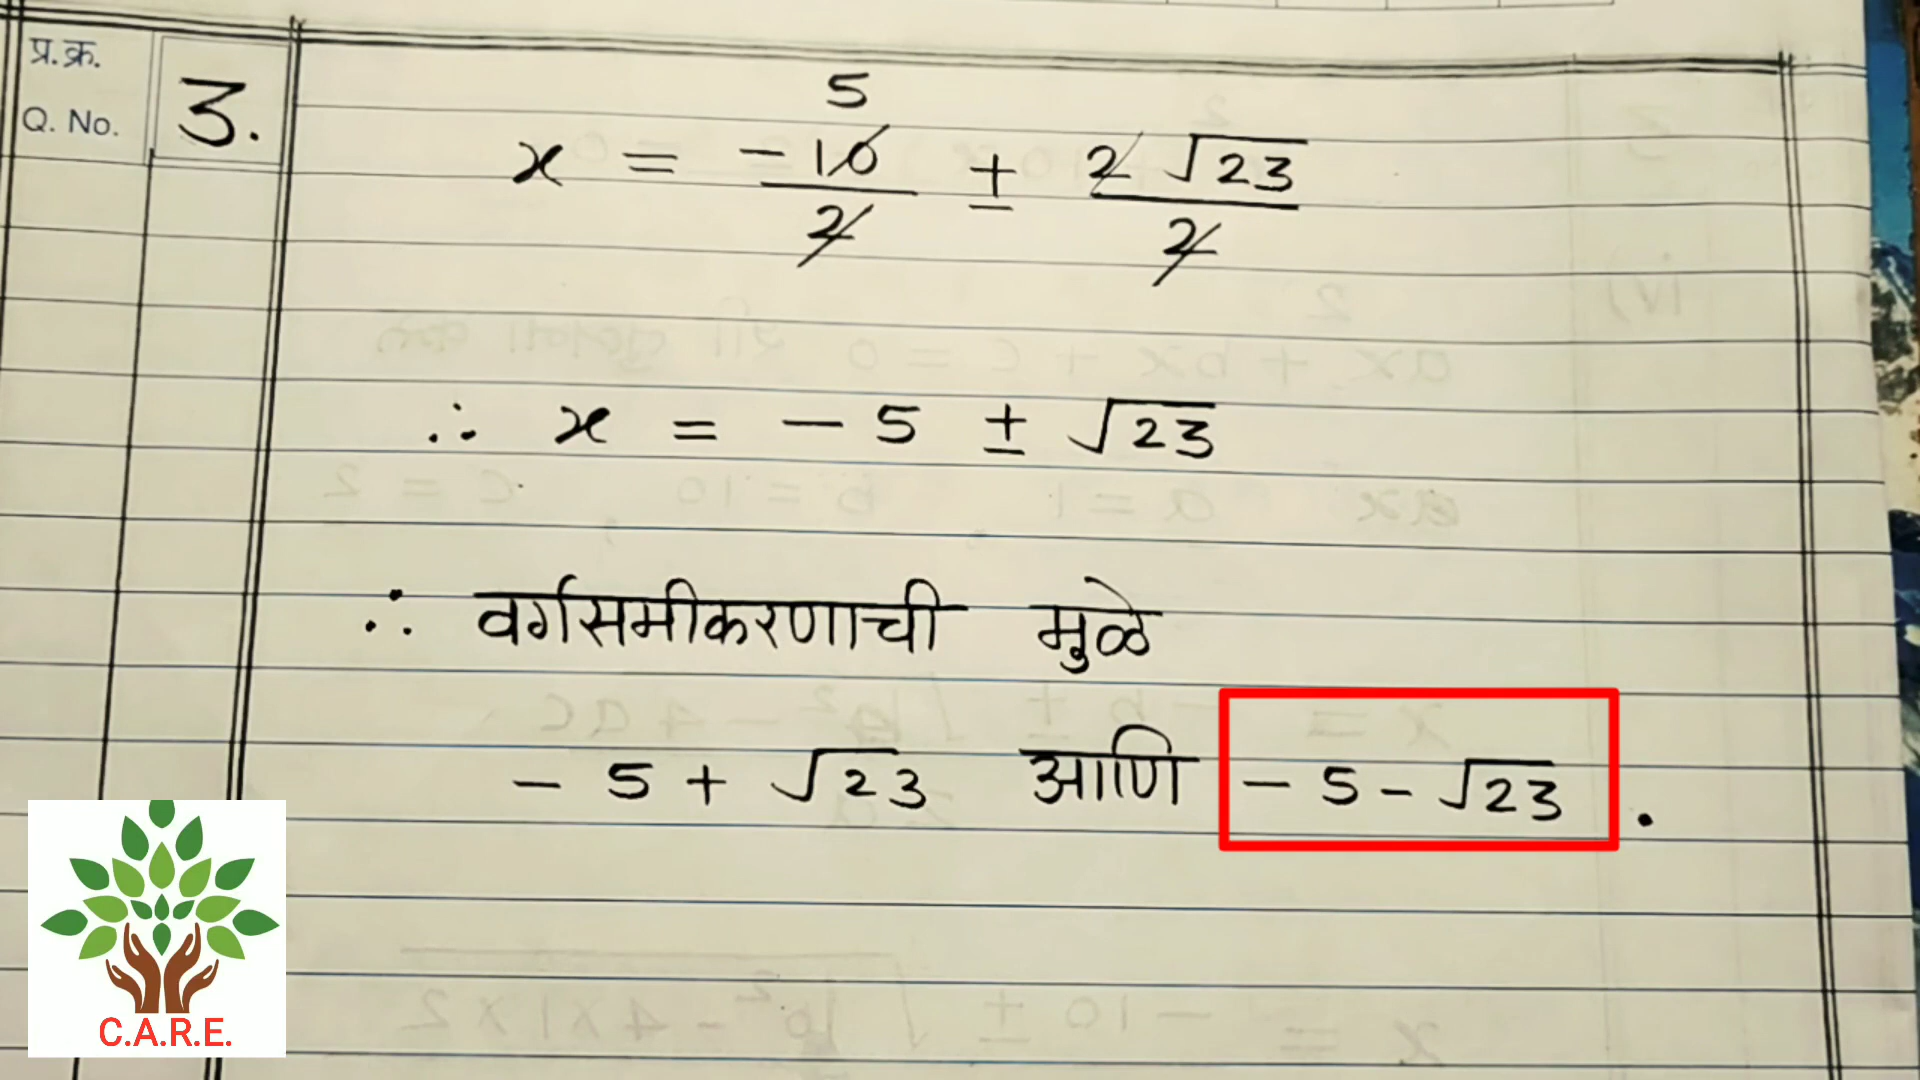 प्र.क्र.
Q. No.
3.
5
x = -10/2 ± 2√23/2
∴ x = - 5 ± √23
∴ वर्गसमीकरणाची मुळे
- 5 + √23 आणि - 5 - √23 .
C.A.R.E.